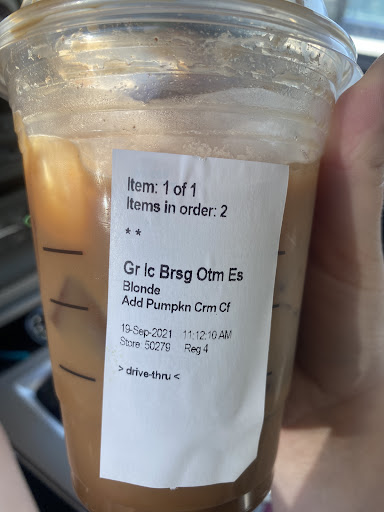 Item: 1 of 1
Items in order: 2
* *
Gr Ic Brsg Otm Es
Blonde
Add Pumpkn Crm Cf
19-Sep-2021 11:12:10 AM
Store: 50279 Reg 4
> drive-thru <